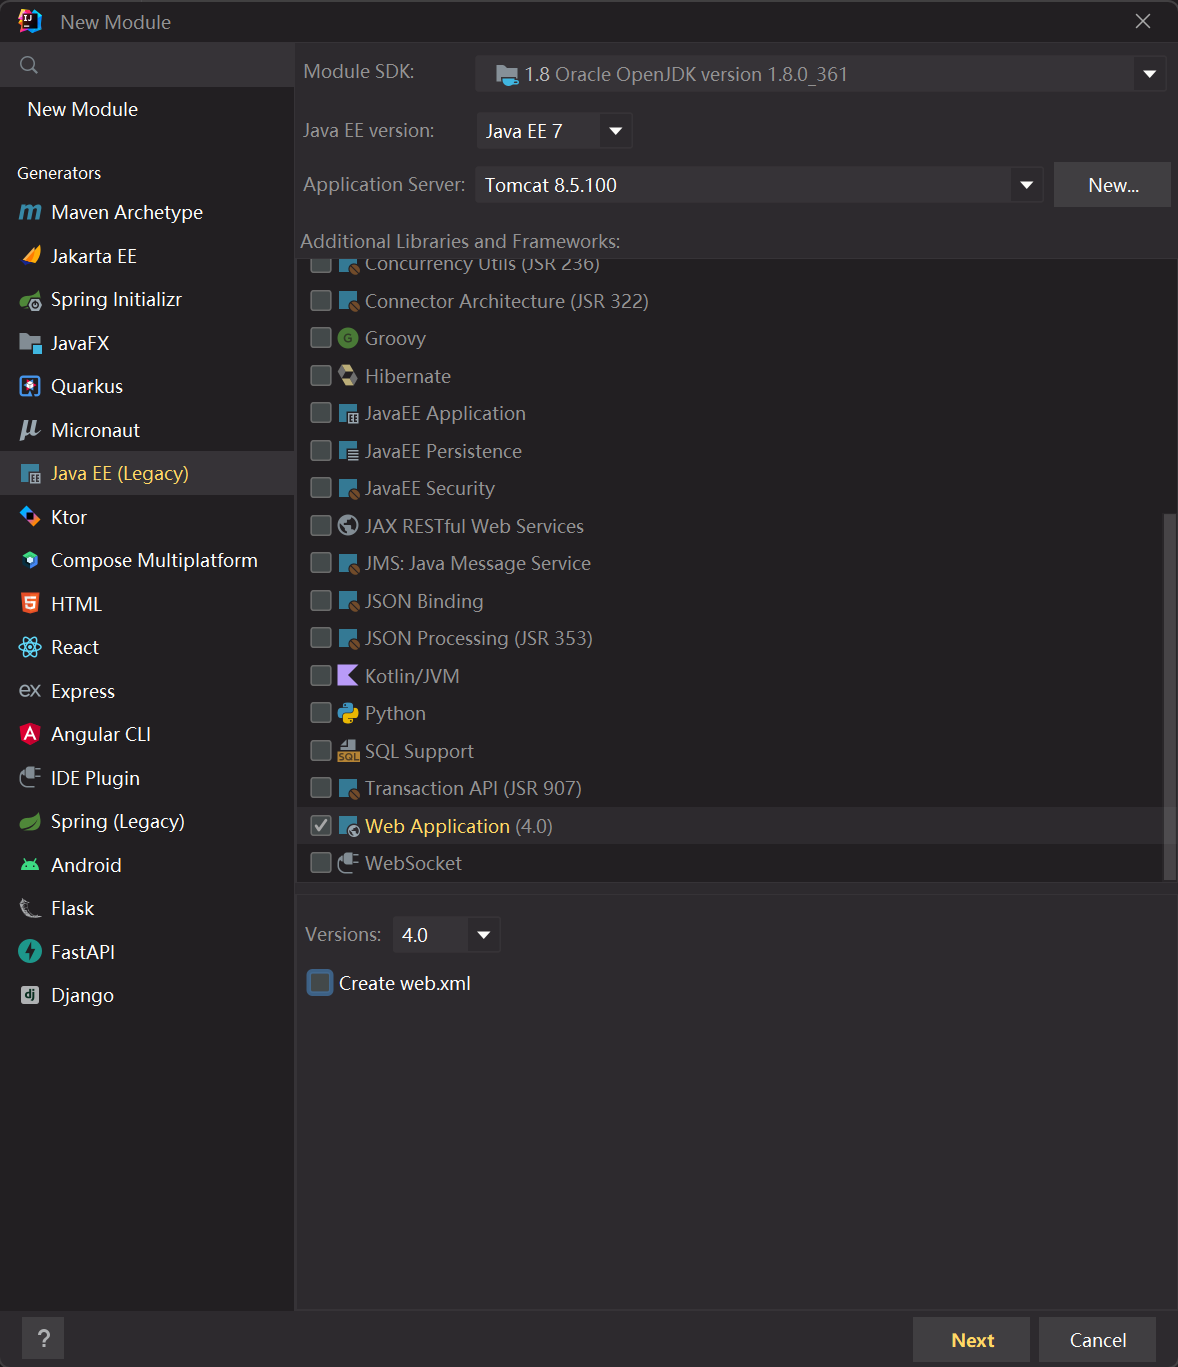 New Module
New Module
Generators
Maven Archetype
Jakarta EE
Spring Initializr
JavaFX
Quarkus
Micronaut
Java EE (Legacy)
Ktor
Compose Multiplatform
HTML
React
Express
Angular CLI
IDE Plugin
Spring (Legacy)
Android
Flask
FastAPI
Django
Module SDK: 1.8 Oracle OpenJDK version 1.8.0_361
Java EE version: Java EE 7
Application Server: Tomcat 8.5.100 New...
Additional Libraries and Frameworks:
Concurrency Utils (JSR 236)
Connector Architecture (JSR 322)
Groovy
Hibernate
JavaEE Application
JavaEE Persistence
JavaEE Security
JAX RESTful Web Services
JMS: Java Message Service
JSON Binding
JSON Processing (JSR 353)
Kotlin/JVM
Python
SQL Support
Transaction API (JSR 907)
Web Application (4.0)
WebSocket
Versions: 4.0
Create web.xml
? Next Cancel